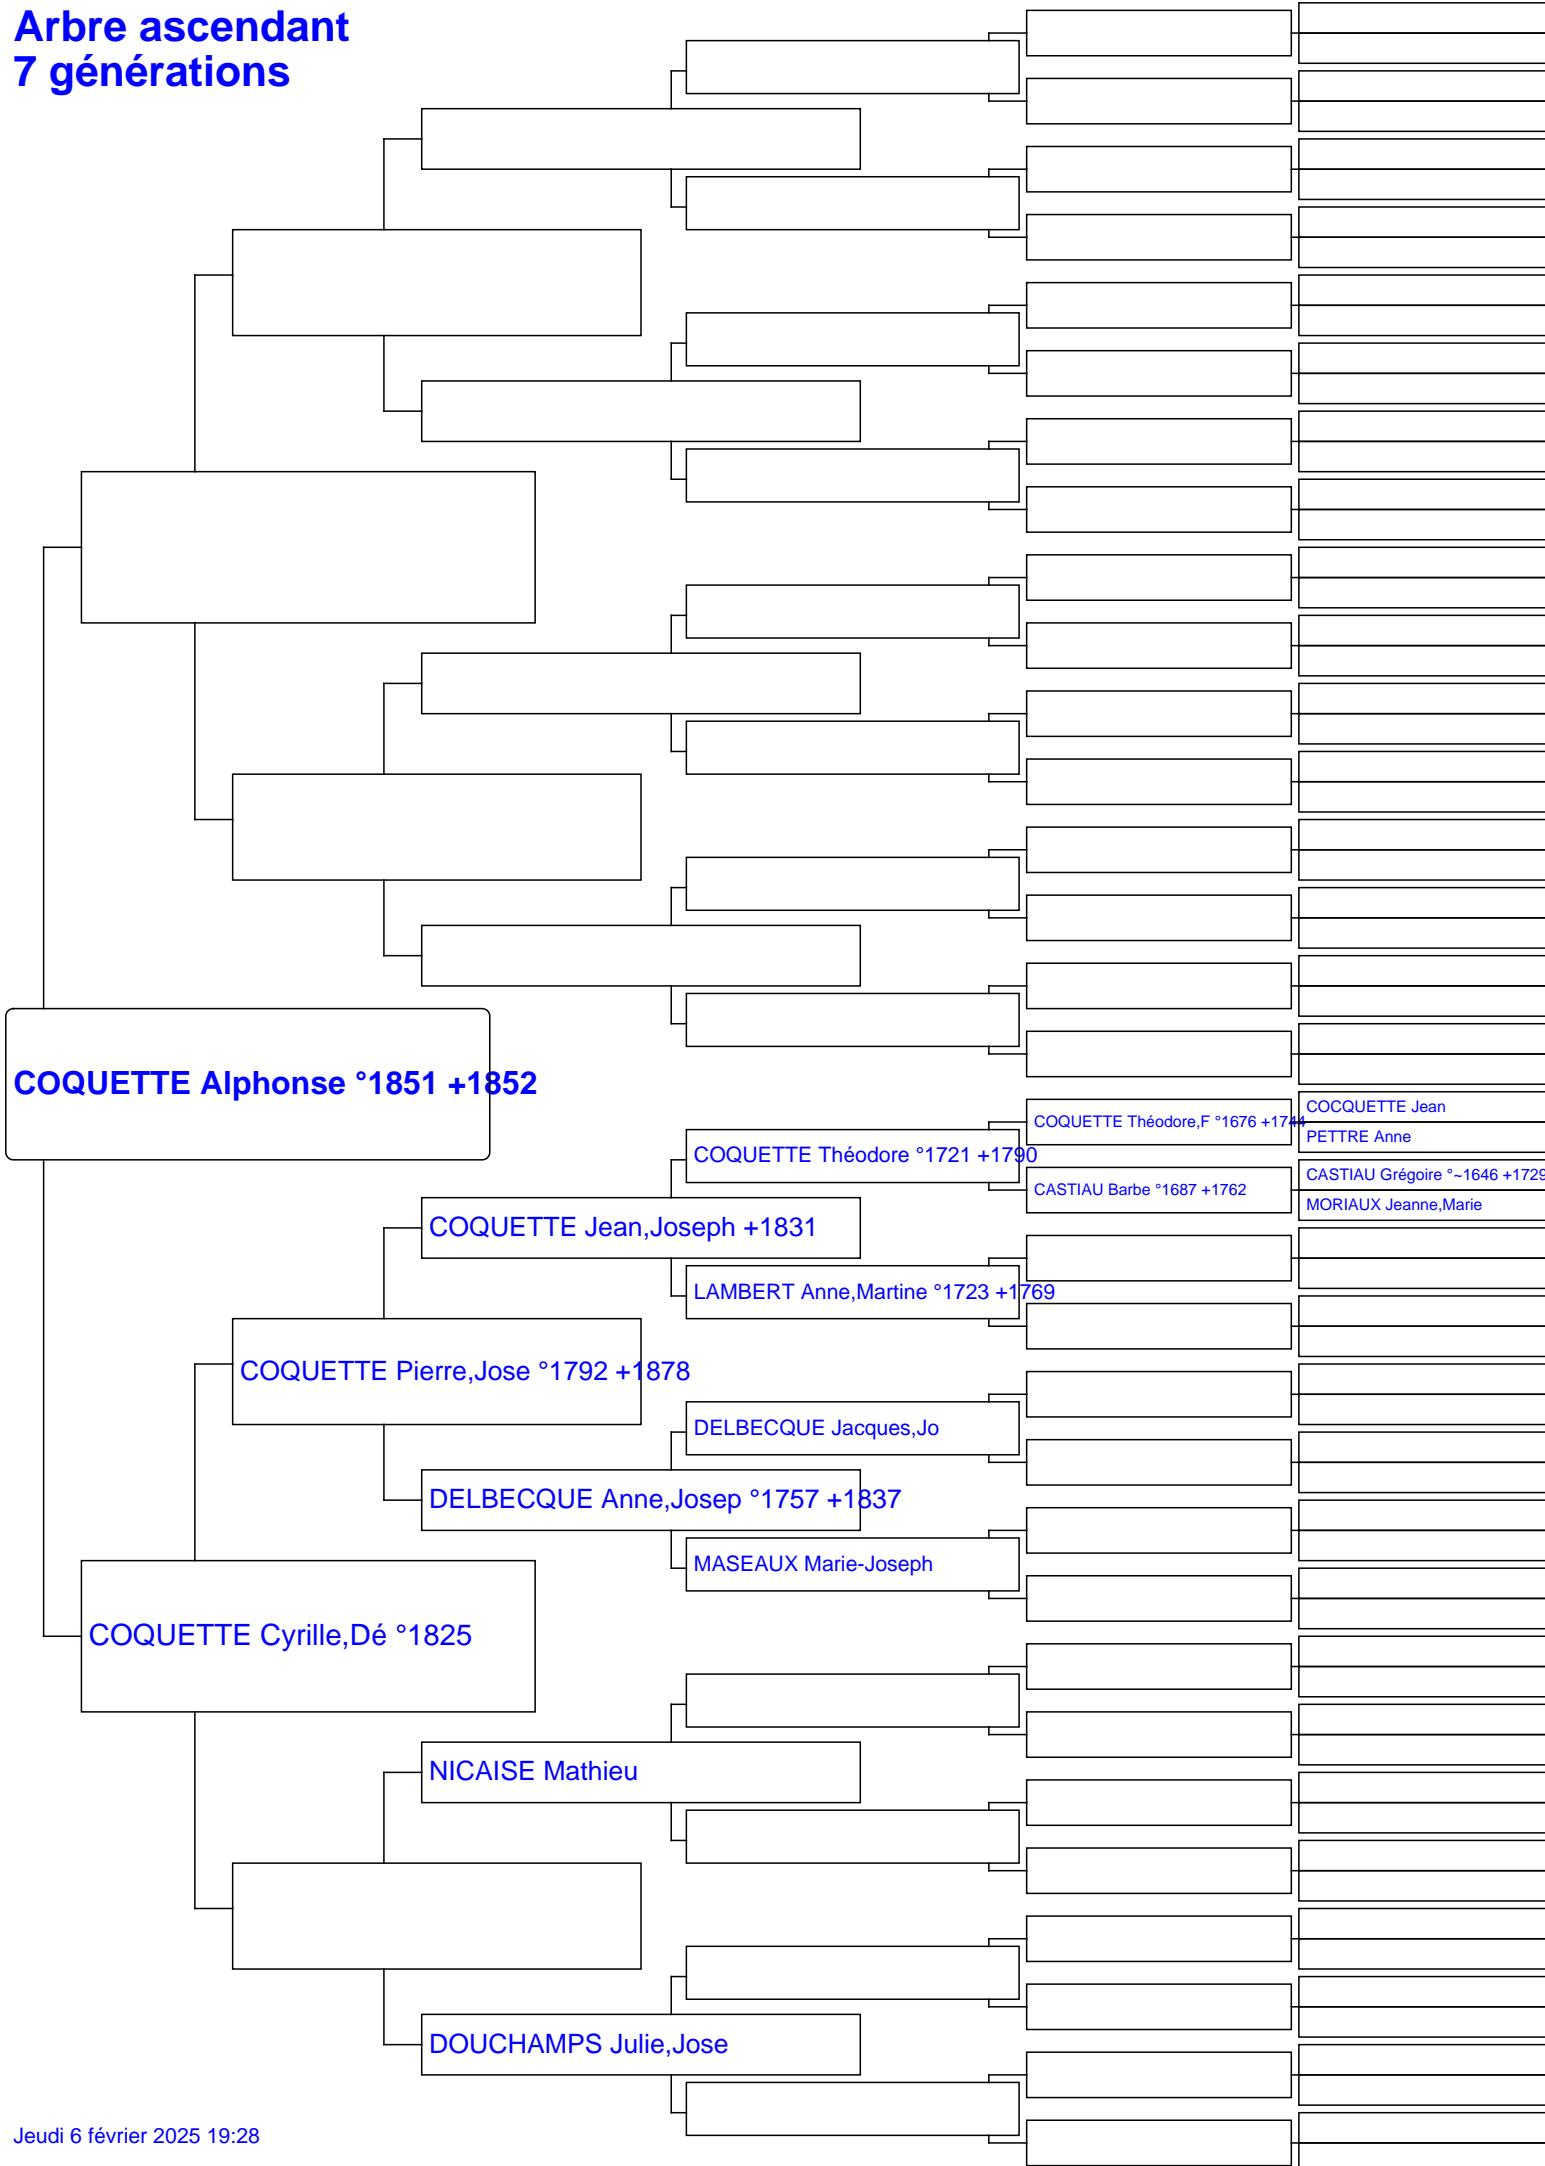 Arbre ascendant
7 générations
COQUETTE Alphonse °1851 +1852
COQUETTE Théodore,F °1676 +1744
COCQUETTE Jean
PETTRE Anne
COQUETTE Théodore °1721 +1790
CASTIAU Barbe °1687 +1762
CASTIAU Grégoire °~1646 +1729
MORIAUX Jeanne,Marie
COQUETTE Jean,Joseph +1831
LAMBERT Anne,Martine °1723 +1769
COQUETTE Pierre,Jose °1792 +1878
DELBECQUE Jacques,Jo
DELBECQUE Anne,Josep °1757 +1837
MASEAUX Marie-Joseph
COQUETTE Cyrille,Dé °1825
NICAISE Mathieu
DOUCHAMPS Julie,Jose
Jeudi 6 février 2025 19:28